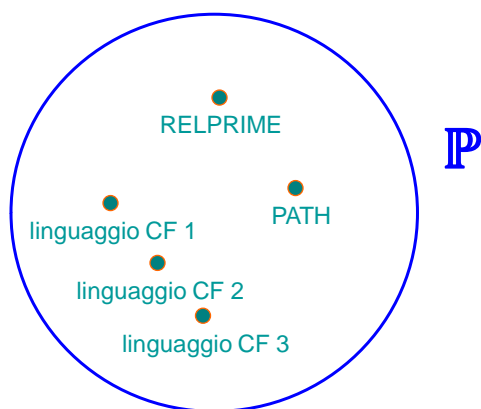 RELPRIME
ℙ
PATH
linguaggio CF 1
linguaggio CF 2
linguaggio CF 3